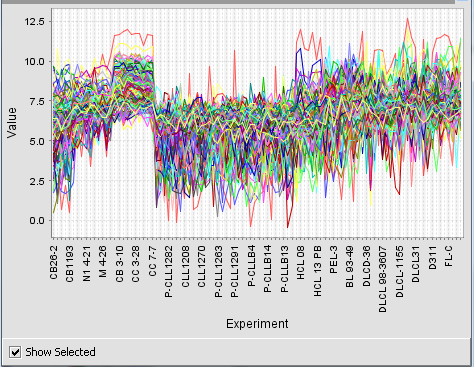 12.5
10.0
7.5
5.0
2.5
0.0
Value
CB26-2
CB1193
N1 4-21
M 4-26
CB 3-10
CC 3-28
CC 7-7
P-CLL1282
CLL1208
CLL1270
P-CLL1263
P-CLL1291
P-CLLB4
P-CLLB14
P-CLLB13
HCL 08
HCL 13 PB
PEL-3
BL 93-49
DLCD-36
DLCL 98-3607
DLCL-1155
DLCL31
D311
FL-C
Experiment
Show Selected